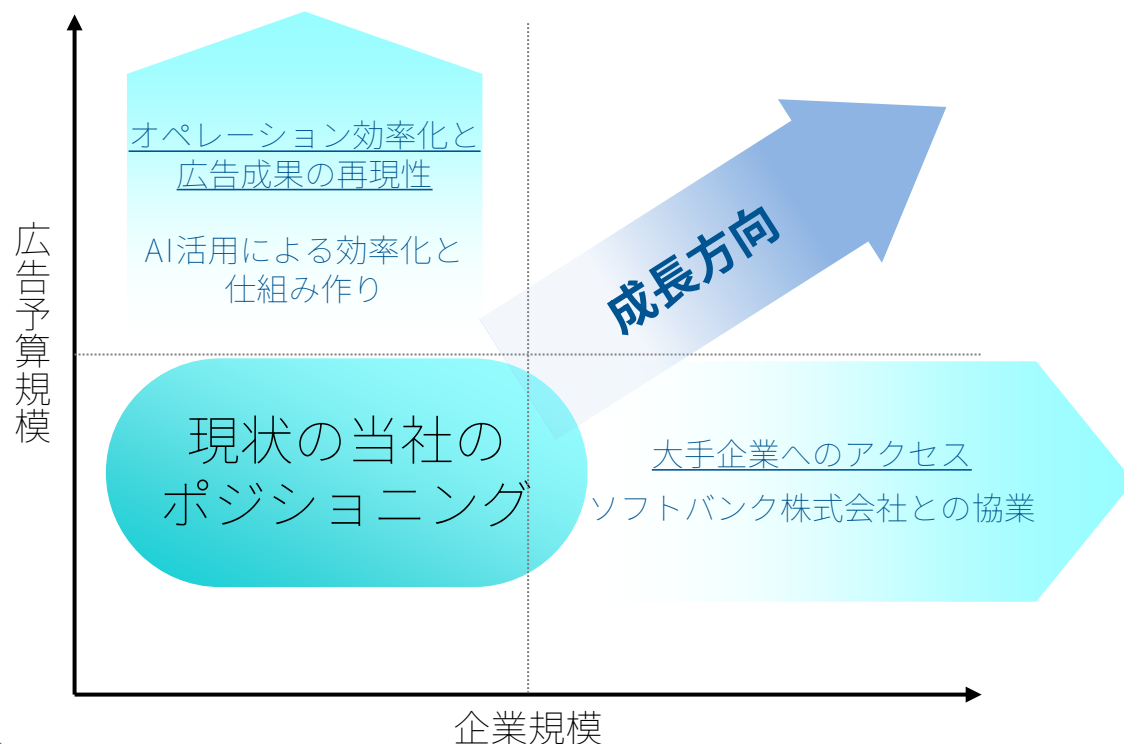 オペレーション効率化と
広告成果の再現性
AI活用による効率化と
仕組み作り
成長方向
広告予算規模
現状の当社の
ポジショニング
大手企業へのアクセス
ソフトバンク株式会社との協業
企業規模